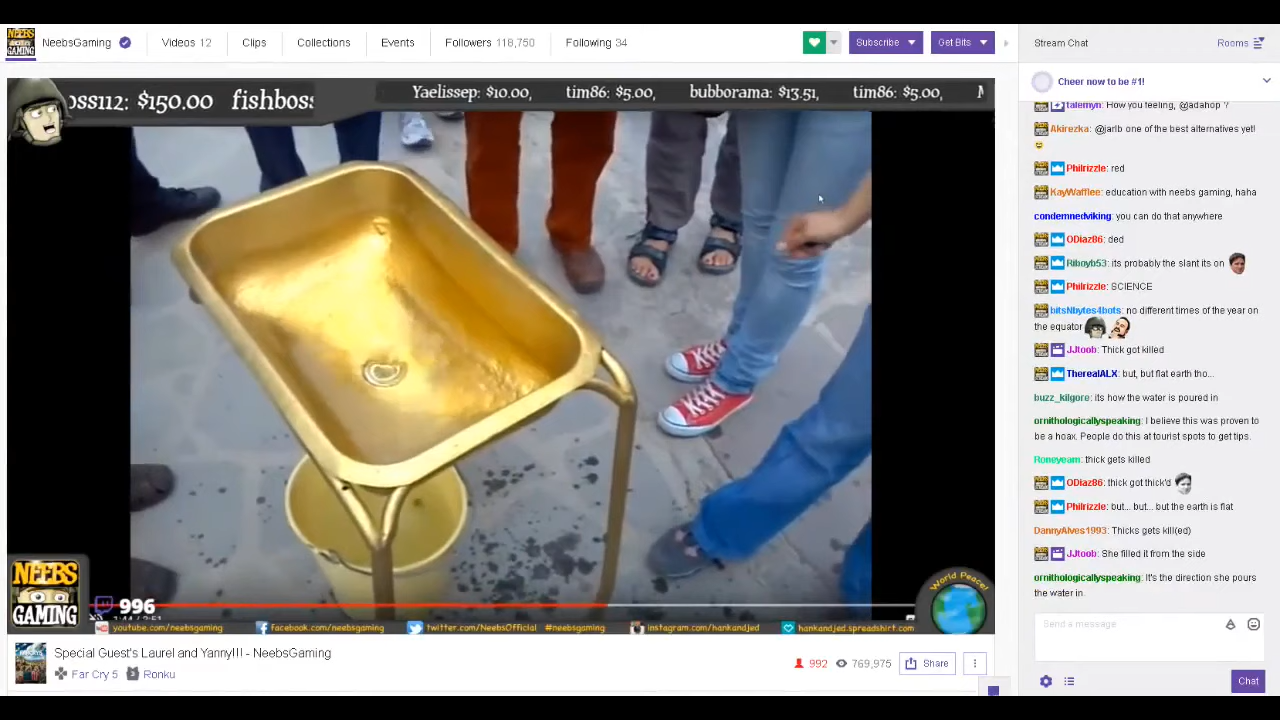 NEEBS
GAMING
NeebsGaming
Videos 12
Clips
Collections
Events
Followers 118,750
Following 34
Subscribe
Get Bits
Stream Chat
Rooms
Cheer now to be #1!
oss112: $150.00 fishboss
Yaelissep: $10.00, tim86: $5.00, bubborama: $13.51, tim86: $5.00,
talemyn: How you feeling, @adahop ?
Akirezka: @jarlb one of the best alternatives yet!
Philrizzle: red
KayWafflee: education with neebs gaming, haha
condemnedviking: you can do that anywhere
ODiaz86: ded
Riboyb53: its probably the slant its on
Philrizzle: SCIENCE
bitsNbytes4bots: no different times of the year on
the equator
JJtoob: Thick got killed
TherealALX: but, but flat earth tho...
buzz_kilgore: its how the water is poured in
ornithologicallyspeaking: I believe this was proven to
be a hoax. People do this at tourist spots to get tips.
Roneyeam: thick gets killed
ODiaz86: thick got thick'd
Philrizzle: but... but... but the earth is flat
DannyAlves1993: Thicks get kill(ed)
JJtoob: She filled it from the side
ornithologicallyspeaking: It's the direction she pours
the water in.
Send a message
Chat
NEEBS
GAMING
996
1:44 / 2:51
World Peace!
youtube.com/neebsgaming
facebook.com/neebsgaming
twitter.com/NeebsOfficial #neebsgaming
instagram.com/hankandjed
hankandjed.spreadshirt.com
Special Guest's Laurel and Yanny!!! - NeebsGaming
Far Cry 5
Ronku
992
769,975
Share